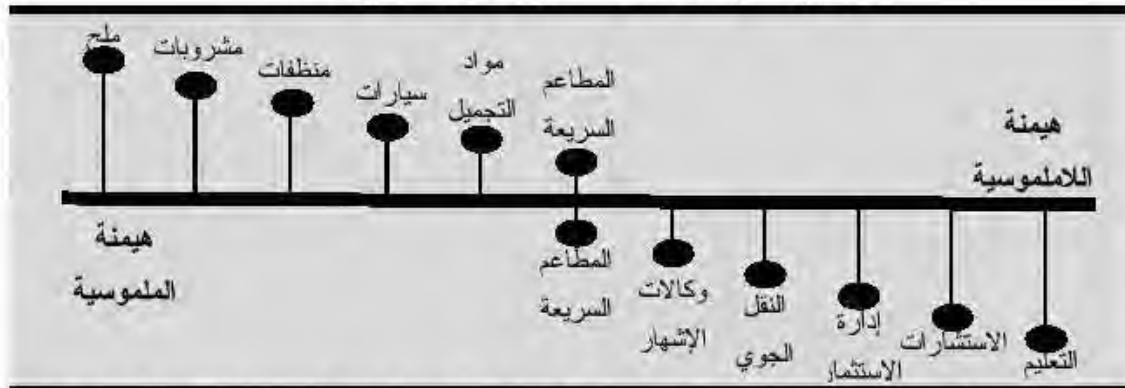 ملح
مشروبات
منظفات
سيارات
مواد
التجميل
المطاعم
السريعة
هيمنة
اللاملموسية
هيمنة
الملموسية
المطاعم
السريعة
وكالات
الإشهار
النقل
الجوي
إدارة
الاستثمار
الاستشارات
التعليم